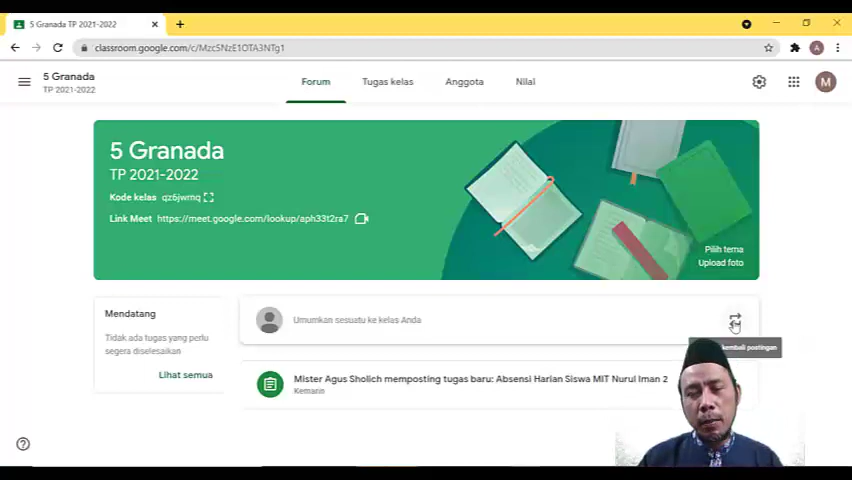 5 Granada TP 2021-2022
classroom.google.com/c/Mzc5NzE1OTA3NTg1
A
5 Granada
TP 2021-2022
Forum
Tugas kelas
Anggota
Nilai
M
5 Granada
TP 2021-2022
Kode kelas qz6jwrnq
Link Meet https://meet.google.com/lookup/aph33t2ra7
Pilih tema
Upload foto
Mendatang
Tidak ada tugas yang perlu
segera diselesaikan
Lihat semua
Umumkan sesuatu ke kelas Anda
kembali postingan
Mister Agus Sholich memposting tugas baru: Absensi Harian Siswa MIT Nurul Iman 2
Kemarin